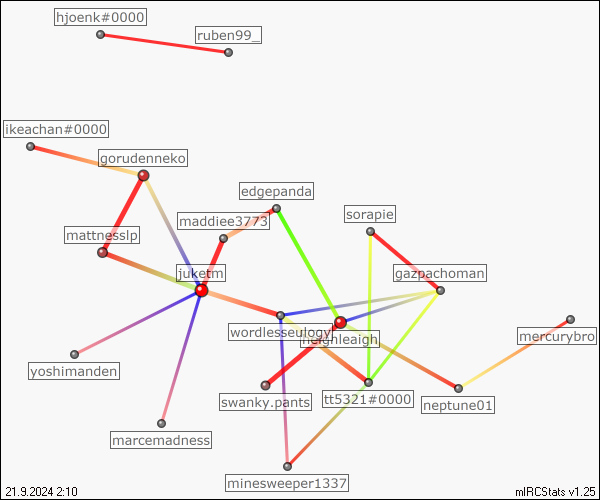 hjoenk#0000
ruben99_
ikeachan#0000
gorudenneko
edgepanda
maddiee3773
sorapie
mattnesslp
juketm
gazpachoman
wordlesseulogy
heighleaigh
mercurybro
yoshimanden
swanky.pants
tt5321#0000
neptune01
marcemadness
minesweeper1337
21.9.2024 2:10
mIRCStats v1.25